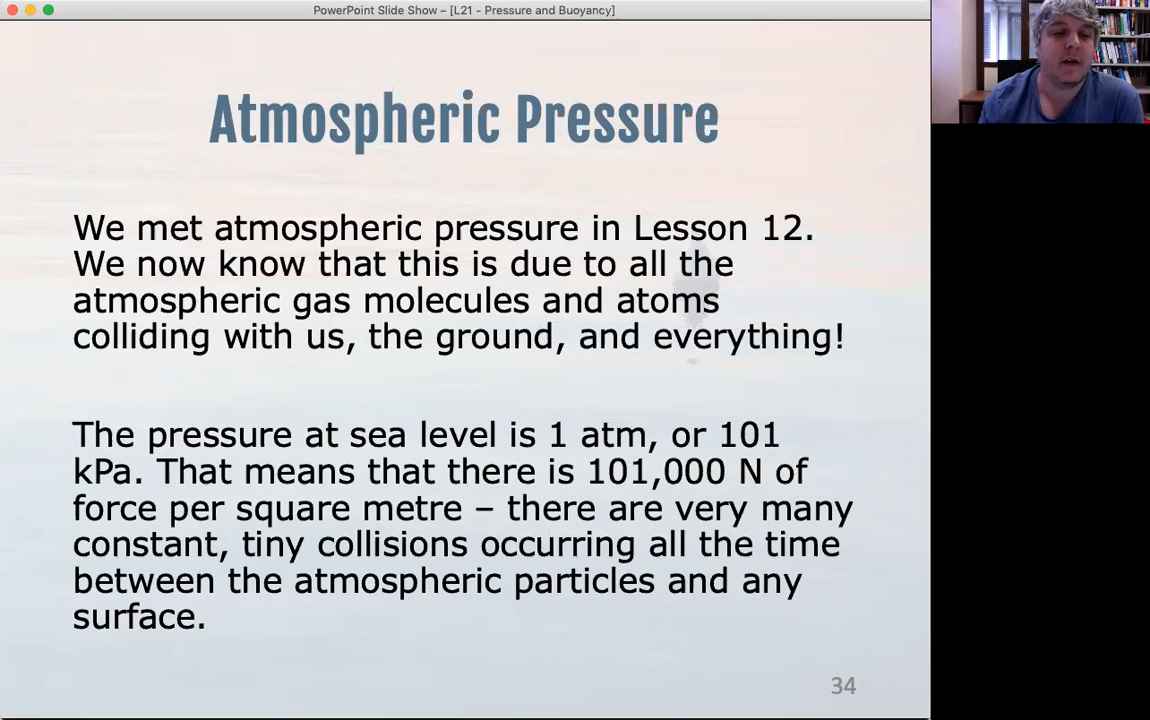 PowerPoint Slide Show – [L21 - Pressure and Buoyancy]
Atmospheric Pressure
We met atmospheric pressure in Lesson 12.
We now know that this is due to all the
atmospheric gas molecules and atoms
colliding with us, the ground, and everything!
The pressure at sea level is 1 atm, or 101
kPa. That means that there is 101,000 N of
force per square metre – there are very many
constant, tiny collisions occurring all the time
between the atmospheric particles and any
surface.
34